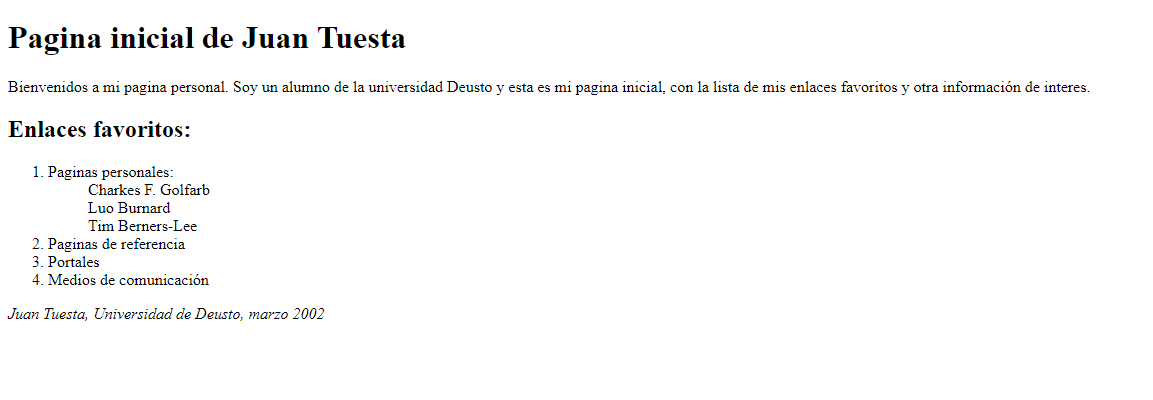 Pagina inicial de Juan Tuesta
Bienvenidos a mi pagina personal. Soy un alumno de la universidad Deusto y esta es mi pagina inicial, con la lista de mis enlaces favoritos y otra información de interes.
Enlaces favoritos:
1. Paginas personales:
Charkes F. Golfarb
Luo Burnard
Tim Berners-Lee
2. Paginas de referencia
3. Portales
4. Medios de comunicación
Juan Tuesta, Universidad de Deusto, marzo 2002